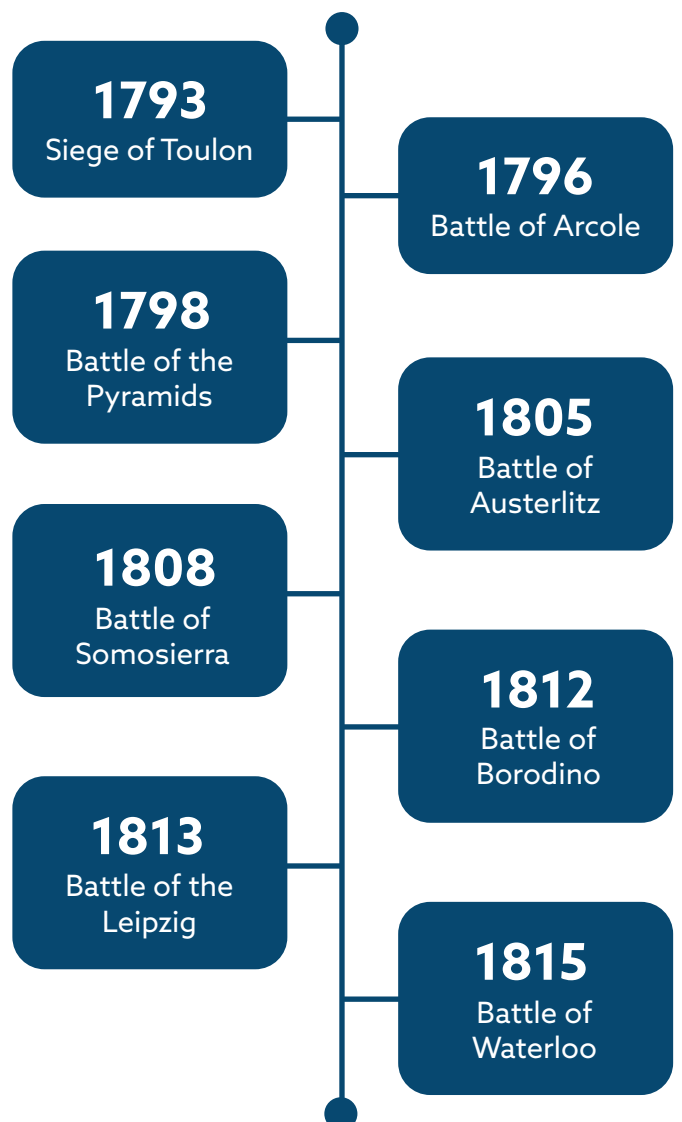 1793
Siege of Toulon
1796
Battle of Arcole
1798
Battle of the
Pyramids
1805
Battle of
Austerlitz
1808
Battle of
Somosierra
1812
Battle of
Borodino
1813
Battle of the
Leipzig
1815
Battle of
Waterloo